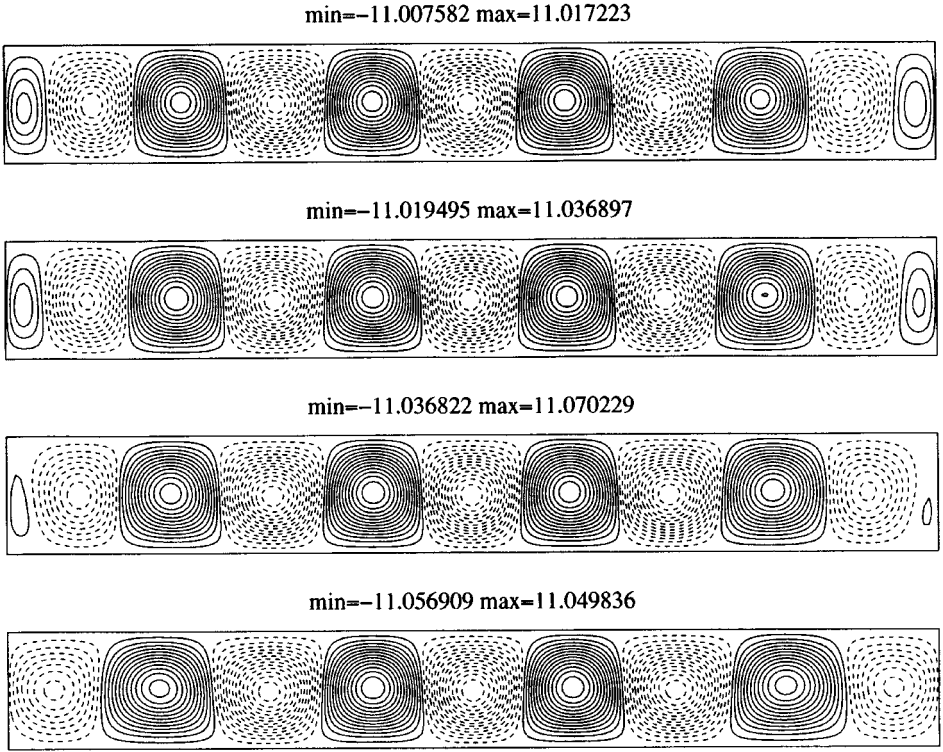 min=−11.007582 max=11.017223
min=−11.019495 max=11.036897
min=−11.036822 max=11.070229
min=−11.056909 max=11.049836